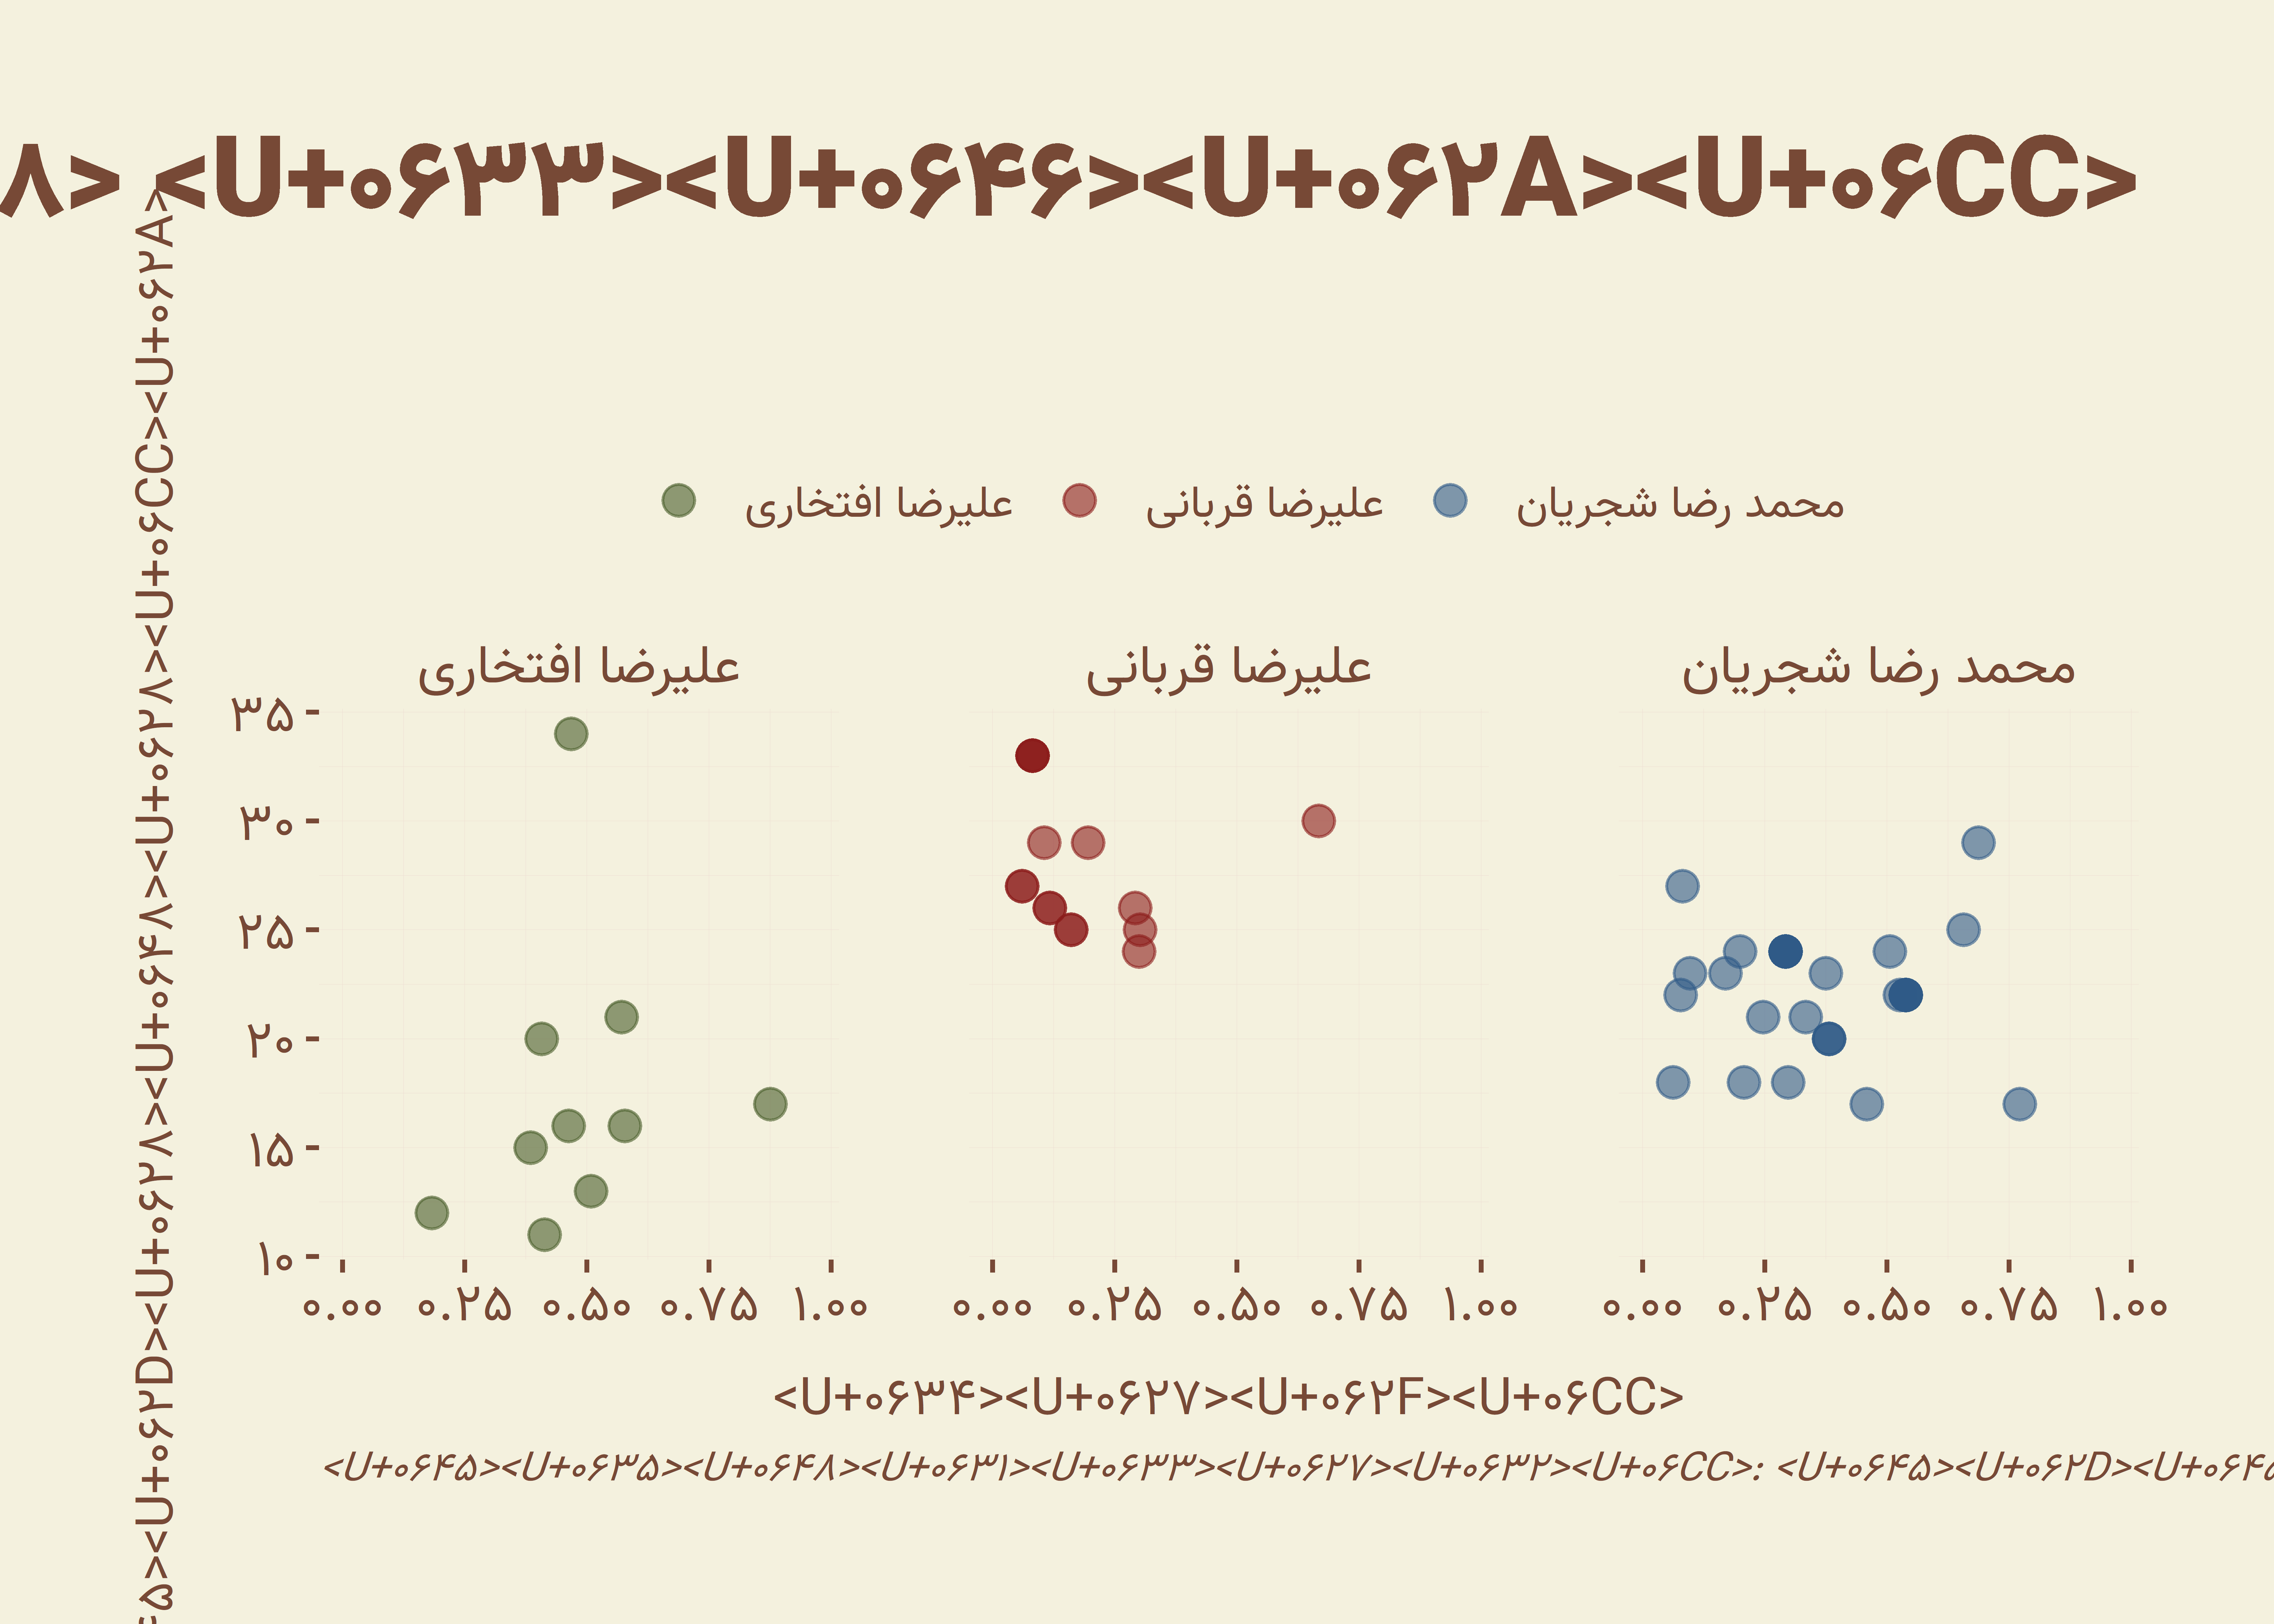 ۸> <U+۰۶۳۳><U+۰۶۴۶><U+۰۶۲A><U+۰۶CC>
علیرضا افتخاری
علیرضا قربانی
محمد رضا شجریان
علیرضا افتخاری
علیرضا قربانی
محمد رضا شجریان
<U+۰۶۲D><U+۰۶۲۸><U+۰۶۴۸><U+۰۶۲۸><U+۰۶CC><U+۰۶۲A>
۳۵
۳۰
۲۵
۲۰
۱۵
۱۰
۰.۰۰ ۰.۲۵ ۰.۵۰ ۰.۷۵ ۱.۰۰
۰.۰۰ ۰.۲۵ ۰.۵۰ ۰.۷۵ ۱.۰۰
۰.۰۰ ۰.۲۵ ۰.۵۰ ۰.۷۵ ۱.۰۰
<U+۰۶۳۴><U+۰۶۲۷><U+۰۶۲F><U+۰۶CC>
<U+۰۶۴۵><U+۰۶۳۵><U+۰۶۴۸><U+۰۶۳۱><U+۰۶۳۳><U+۰۶۲۷><U+۰۶۳۲><U+۰۶CC>: <U+۰۶۴۵><U+۰۶۲D>